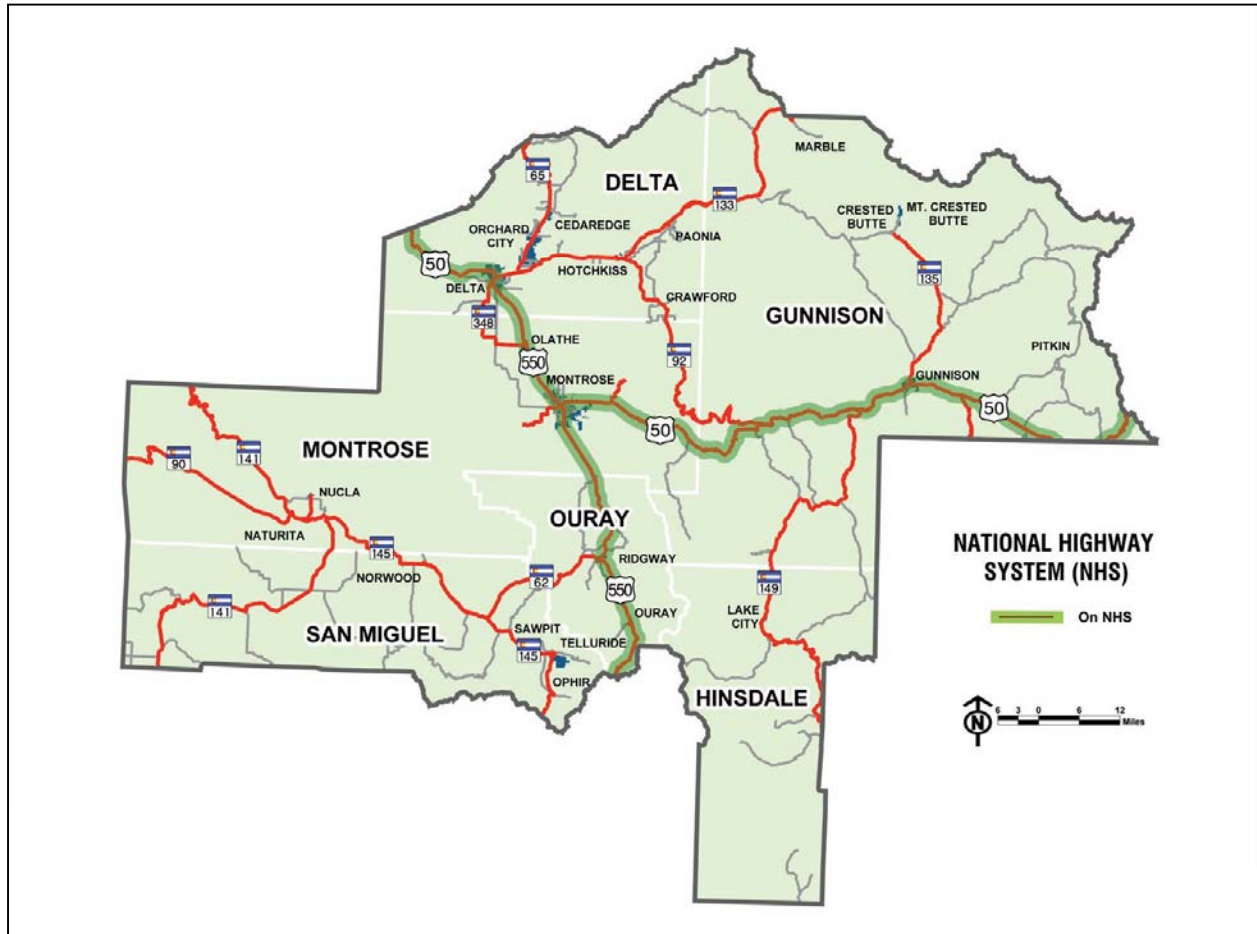 MARBLE
65
DELTA
133
CRESTED
BUTTE
MT. CRESTED
BUTTE
ORCHARD
CITY
CEDAREDGE
PAONIA
50
HOTCHKISS
DELTA
135
CRAWFORD
348
GUNNISON
OLATHE
550
92
PITKIN
MONTROSE
GUNNISON
50
50
MONTROSE
141
90
NUCLA
OURAY
NATURITA
145
RIDGWAY
NATIONAL HIGHWAY
SYSTEM (NHS)
NORWOOD
62
550
149
141
OURAY
LAKE
CITY
On NHS
SAN MIGUEL
SAWPIT
TELLURIDE
145
OPHIR
HINSDALE
N
6 3 0 6 12
Miles